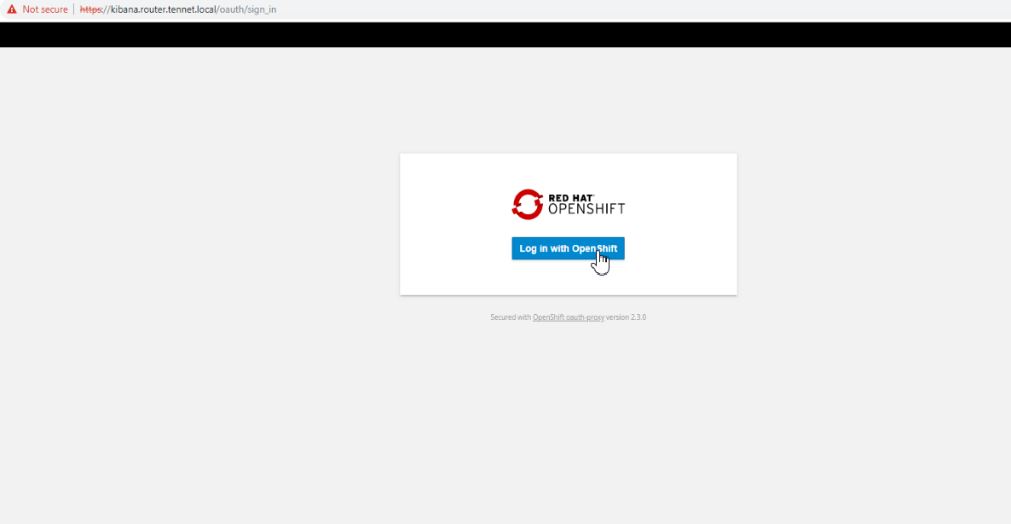 Not secure | https://kibana.router.tennet.local/oauth/sign_in
RED HAT
OPENSHIFT
Log in with OpenShift
Secured with OpenShift oauth-proxy version 2.3.0